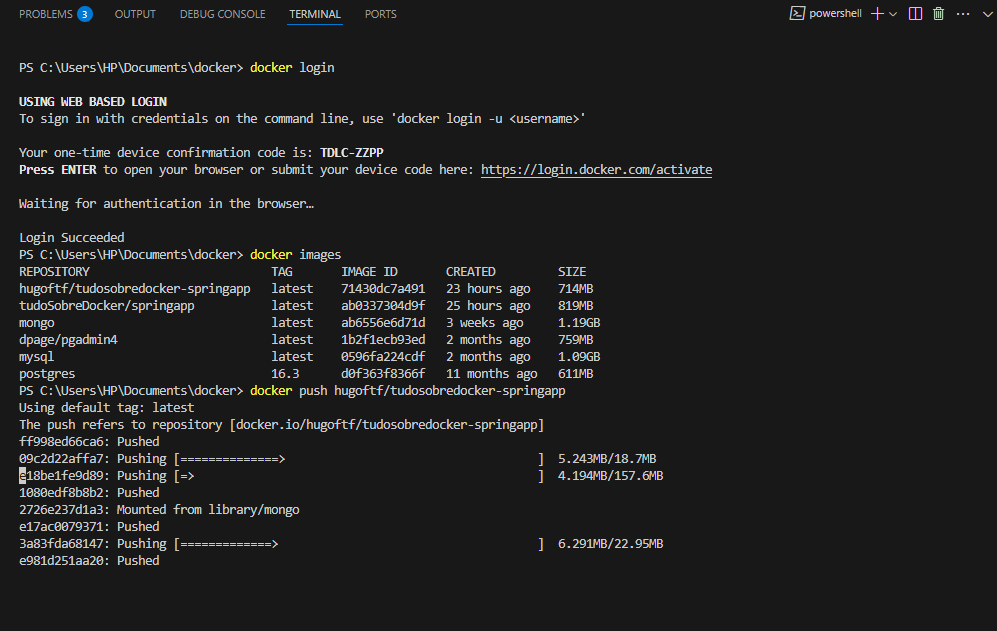 PROBLEMS 3 OUTPUT DEBUG CONSOLE TERMINAL PORTS powershell
PS C:\Users\HP\Documents\docker> docker login
USING WEB BASED LOGIN
To sign in with credentials on the command line, use 'docker login -u <username>'
Your one-time device confirmation code is: TDLC-ZZPP
Press ENTER to open your browser or submit your device code here: https://login.docker.com/activate
Waiting for authentication in the browser…
Login Succeeded
PS C:\Users\HP\Documents\docker> docker images
REPOSITORY TAG IMAGE ID CREATED SIZE
hugoftf/tudosobredocker-springapp latest 71430dc7a491 23 hours ago 714MB
tudoSobreDocker/springapp latest ab0337304d9f 25 hours ago 819MB
mongo latest ab6556e6d71d 3 weeks ago 1.19GB
dpage/pgadmin4 latest 1b2f1ecb93ed 2 months ago 759MB
mysql latest 0596fa224cdf 2 months ago 1.09GB
postgres 16.3 d0f363f8366f 11 months ago 611MB
PS C:\Users\HP\Documents\docker> docker push hugoftf/tudosobredocker-springapp
Using default tag: latest
The push refers to repository [docker.io/hugoftf/tudosobredocker-springapp]
ff998ed66ca6: Pushed
09c2d22affa7: Pushing [==============> ] 5.243MB/18.7MB
e18be1fe9d89: Pushing [=> ] 4.194MB/157.6MB
1080edf8b8b2: Pushed
2726e237d1a3: Mounted from library/mongo
e17ac0079371: Pushed
3a83fda68147: Pushing [=============> ] 6.291MB/22.95MB
e981d251aa20: Pushed